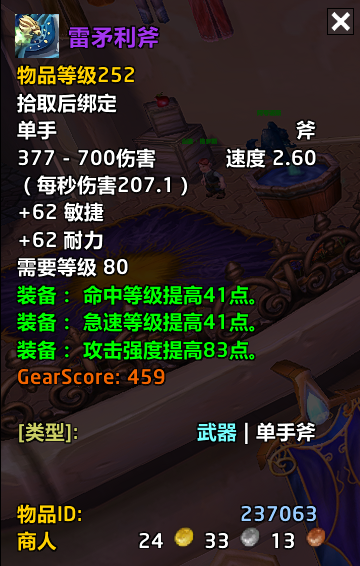 雷矛利斧
物品等级252
拾取后绑定
单手 斧
377 - 700伤害 速度 2.60
（每秒伤害207.1）
+62 敏捷
+62 耐力
需要等级 80
装备： 命中等级提高41点。
装备： 急速等级提高41点。
装备： 攻击强度提高83点。
GearScore: 459
[类型]: 武器 | 单手斧
物品ID: 237063
商人 24 33 13